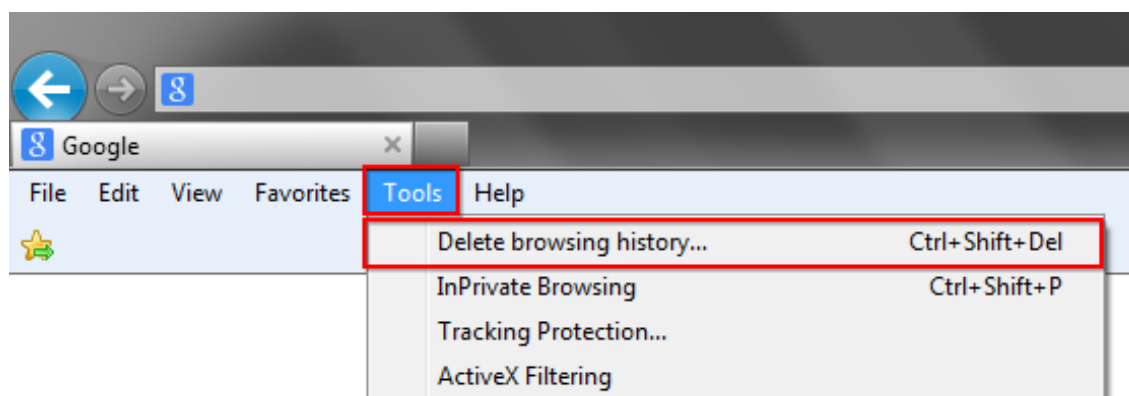 8
8 Google
File Edit View Favorites Tools Help
Delete browsing history... Ctrl+Shift+Del
InPrivate Browsing Ctrl+Shift+P
Tracking Protection...
ActiveX Filtering